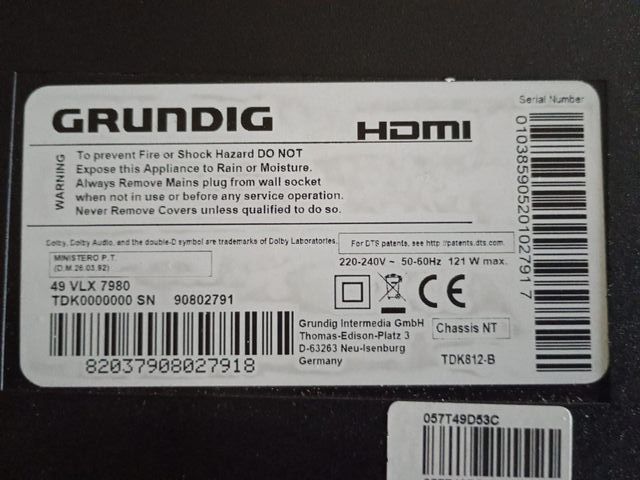 GRUNDIG
HDMI
Serial Number
WARNING
To prevent Fire or Shock Hazard DO NOT
Expose this Appliance to Rain or Moisture.
Always Remove Mains plug from wall socket
when not in use or before any service operation.
Never Remove Covers unless qualified to do so.
Dolby, Dolby Audio, and the double-D symbol are trademarks of Dolby Laboratories.
For DTS patents, see http://patents.dts.com.
MINISTERO P.T.
(D.M.26.03.92)
220-240V ~ 50-60Hz 121 W max.
49 VLX 7980
TDK0000000 SN 90802791
CE
82037908027918
Grundig Intermedia GmbH
Thomas-Edison-Platz 3
D-63263 Neu-Isenburg
Germany
Chassis NT
TDK812-B
057T49D53C